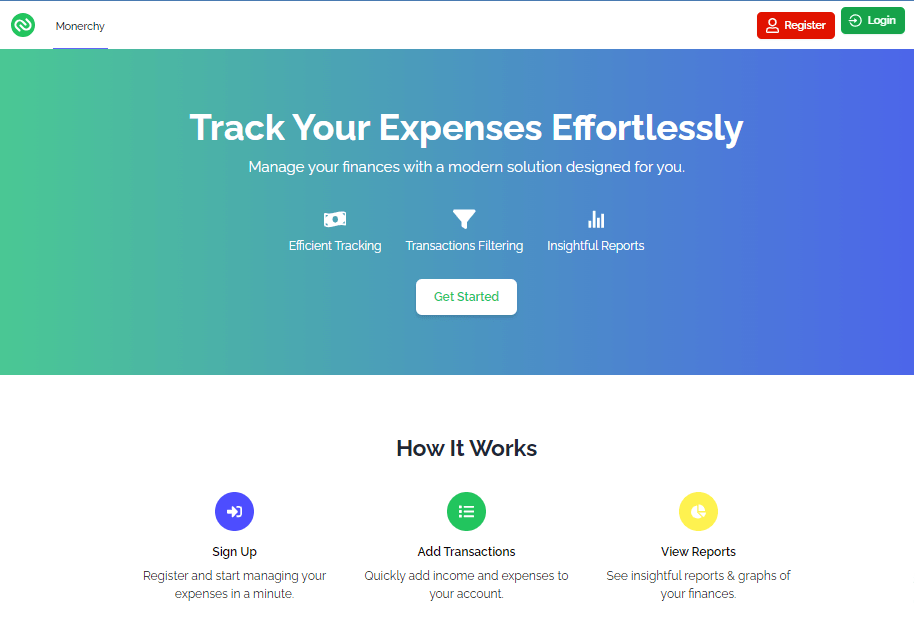 Monerchy
Register
Login
Track Your Expenses Effortlessly
Manage your finances with a modern solution designed for you.
Efficient Tracking
Transactions Filtering
Insightful Reports
Get Started
How It Works
Sign Up
Register and start managing your
expenses in a minute.
Add Transactions
Quickly add income and expenses to
your account.
View Reports
See insightful reports & graphs of
your finances.